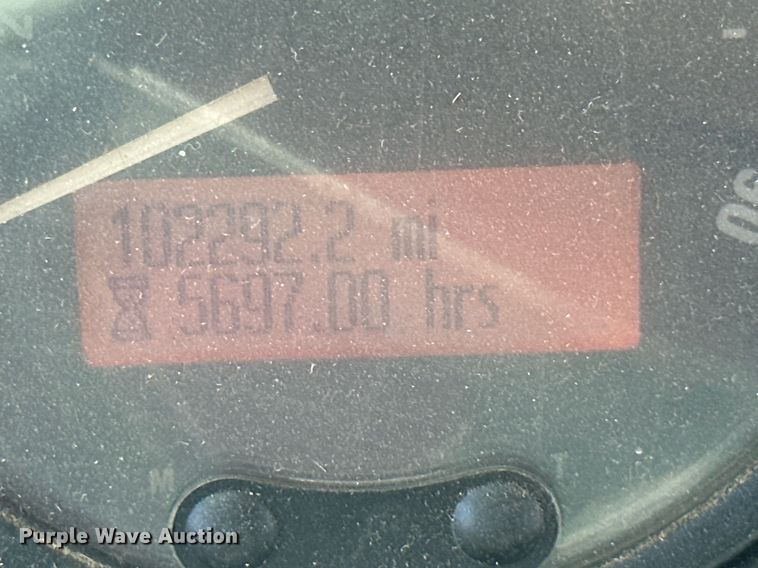 102292.2 mi
5697.00 hrs
M
T
Purple Wave Auction